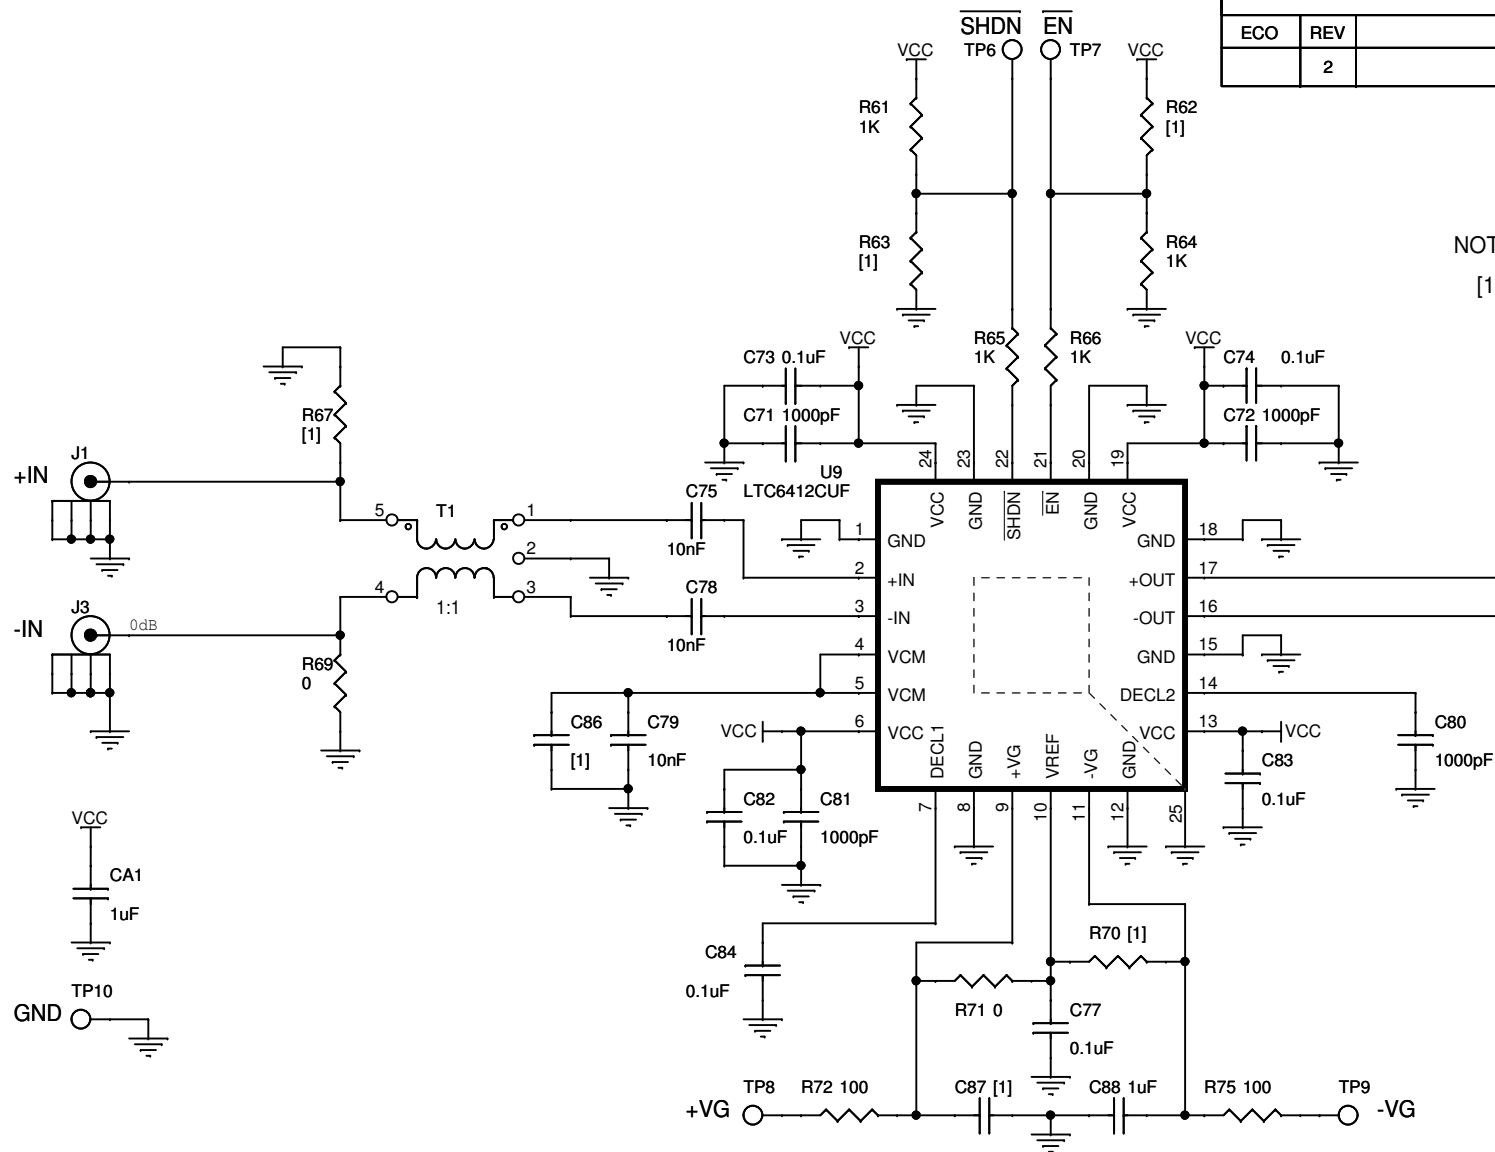 SHDN EN
VCC TP6 TP7 VCC
ECO REV
2
R61
1K
R62
[1]
R63
[1]
R64
1K
NOT
[1
R65
1K
R66
1K
VCC
C73 0.1uF
C71 1000pF
VCC
C74 0.1uF
C72 1000pF
R67
[1]
J1
+IN
U9
LTC6412CUF
24 23 22 21 20 19
VCC GND SHDN EN GND VCC
5 T1 1
2
4 1:1 3
C75
10nF
C78
10nF
J3
-IN
0dB
R69
0
1 GND
2 +IN
3 -IN
4 VCM
5 VCM
6 VCC
GND 18
+OUT 17
-OUT 16
GND 15
DECL2 14
VCC 13
DECL1 GND +VG VREF -VG GND
7 8 9 10 11 12 25
C86
[1]
C79
10nF
VCC
C82
0.1uF
C81
1000pF
VCC
C83
0.1uF
C80
1000pF
VCC
CA1
1uF
C84
0.1uF
R70 [1]
R71 0
C77
0.1uF
TP10
GND
TP8 R72 100 C87 [1] C88 1uF R75 100 TP9
+VG -VG